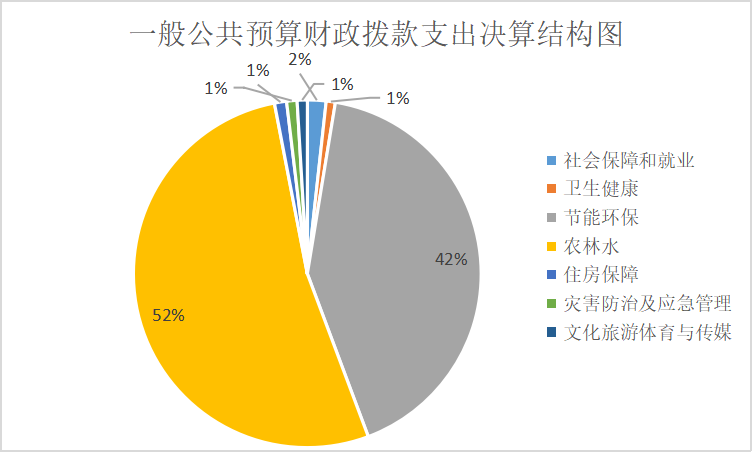 一般公共预算财政拨款支出决算结构图
2%
1%
1%
1%
1%
42%
52%
社会保障和就业
卫生健康
节能环保
农林水
住房保障
灾害防治及应急管理
文化旅游体育与传媒